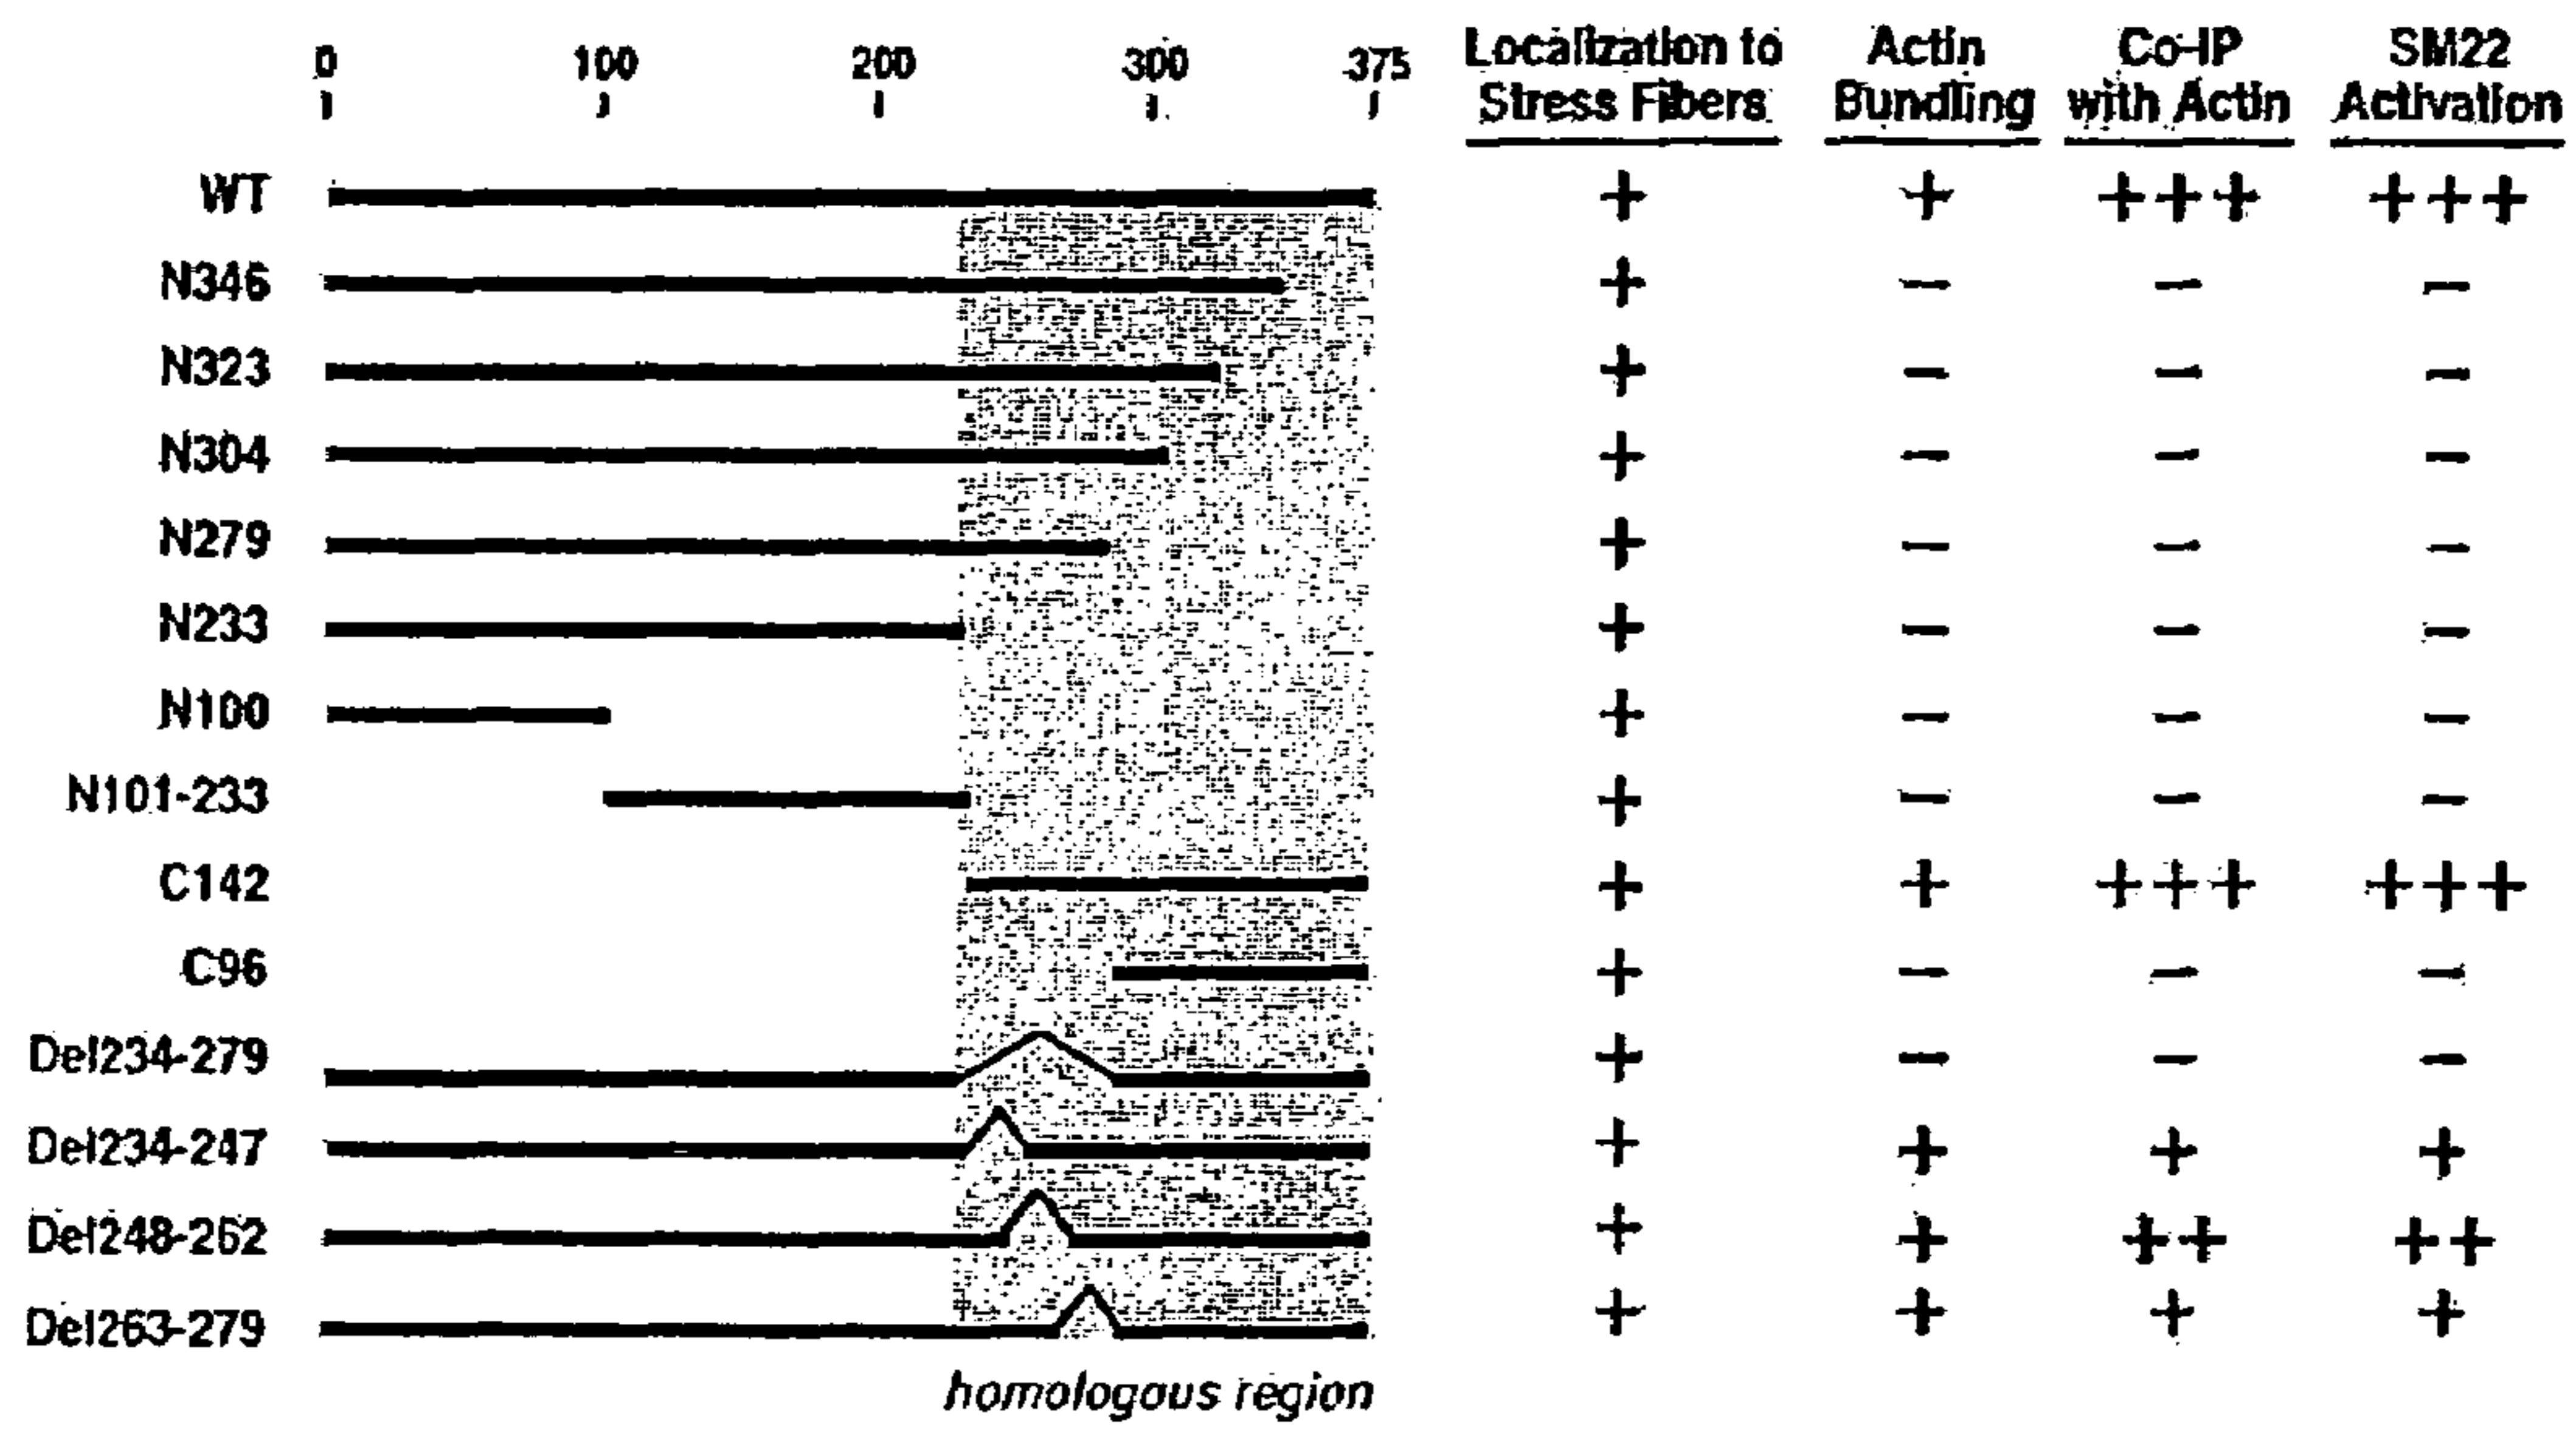 0 100 200 300 375 Localization to Actin Co-IP SM22
Stress Fibers Bundling with Actin Activation
WT + + +++ +++
N346 + - - -
N323 + - - -
N304 + - - -
N279 + - - -
N233 + - - -
N100 + - - -
N101-233 + - - -
C142 + + +++ +++
C96 + - - -
Del234-279 + - - -
Del234-247 + + + +
Del248-262 + + ++ ++
Del263-279 + + + +
homologous region